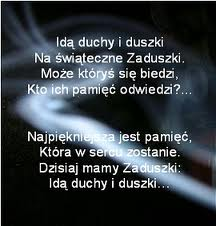 Idą duchy i duszki
Na świąteczne Zaduszki.
Może któryś się biedzi,
Kto ich pamięć odwiedzi?...
Najpiękniejsza jest pamięć,
Która w sercu zostanie.
Dzisiaj mamy Zaduszki:
Idą duchy i duszki...